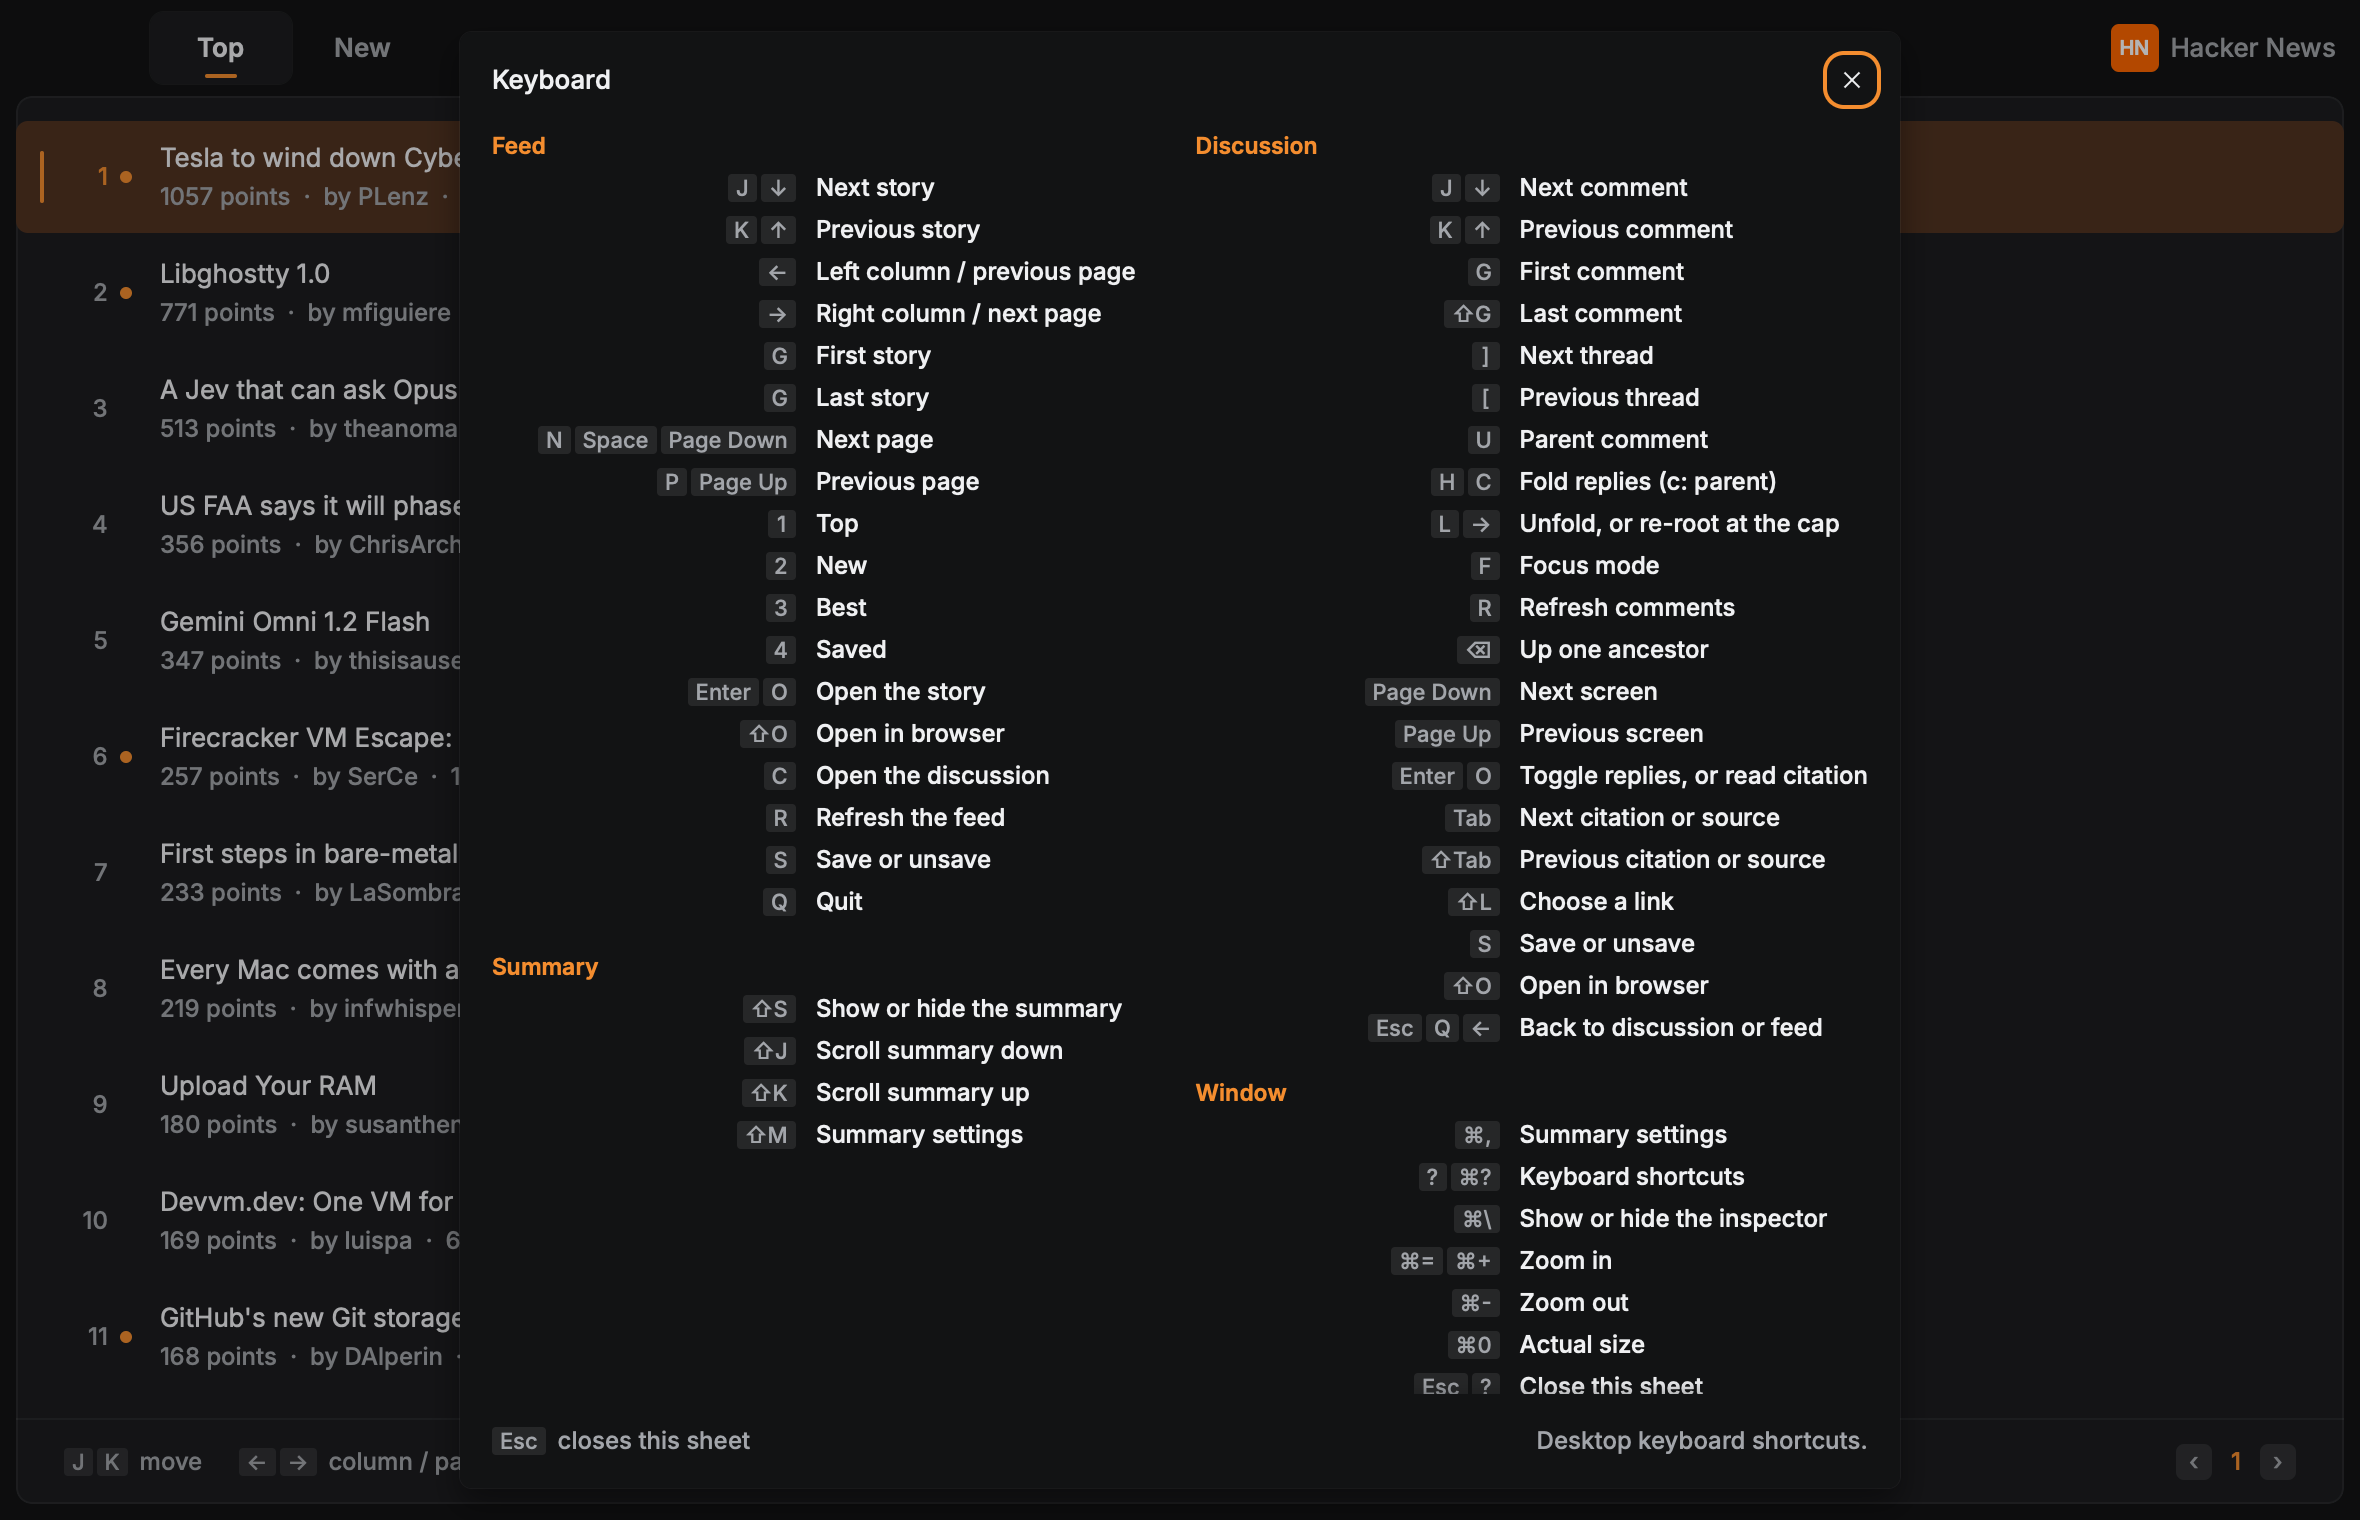 Top
New
HN Hacker News
1
Tesla to wind down Cybe
1057 points · by PLenz ·
2
Libghostty 1.0
771 points · by mfiguiere
3
A Jev that can ask Opus
513 points · by theanoma
4
US FAA says it will phase
356 points · by ChrisArch
5
Gemini Omni 1.2 Flash
347 points · by thisisause
6
Firecracker VM Escape:
257 points · by SerCe · 1
7
First steps in bare-metal
233 points · by LaSombra
8
Every Mac comes with a
219 points · by infwhisper
9
Upload Your RAM
180 points · by susanther
10
Devvm.dev: One VM for
169 points · by luispa · 6
11
GitHub's new Git storage
168 points · by DAlperin ·
J K move ← → column / pa
‹ 1 ›
Keyboard
×
Feed
J ↓ Next story
K ↑ Previous story
← Left column / previous page
→ Right column / next page
G First story
G Last story
N Space Page Down Next page
P Page Up Previous page
1 Top
2 New
3 Best
4 Saved
Enter O Open the story
⇧O Open in browser
C Open the discussion
R Refresh the feed
S Save or unsave
Q Quit
Summary
⇧S Show or hide the summary
⇧J Scroll summary down
⇧K Scroll summary up
⇧M Summary settings
Discussion
J ↓ Next comment
K ↑ Previous comment
G First comment
⇧G Last comment
] Next thread
[ Previous thread
U Parent comment
H C Fold replies (c: parent)
L → Unfold, or re-root at the cap
F Focus mode
R Refresh comments
⌫ Up one ancestor
Page Down Next screen
Page Up Previous screen
Enter O Toggle replies, or read citation
Tab Next citation or source
⇧Tab Previous citation or source
⇧L Choose a link
S Save or unsave
⇧O Open in browser
Esc Q ← Back to discussion or feed
Window
⌘, Summary settings
? ⌘? Keyboard shortcuts
⌘\ Show or hide the inspector
⌘= ⌘+ Zoom in
⌘- Zoom out
⌘0 Actual size
Esc ? Close this sheet
Esc closes this sheet
Desktop keyboard shortcuts.